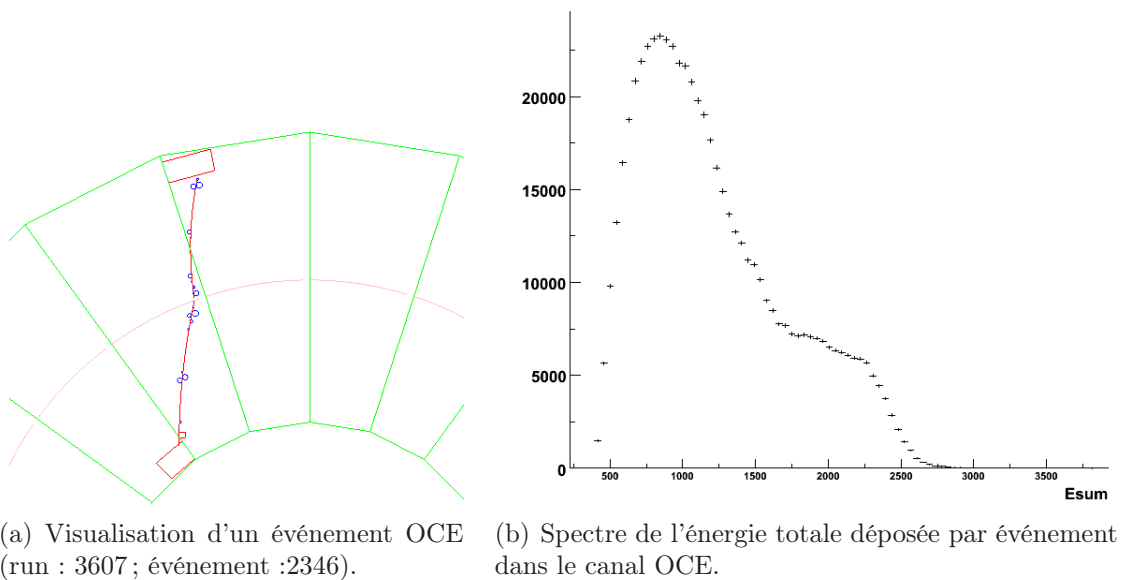 20000
15000
10000
5000
0
500 1000 1500 2000 2500 3000 3500
Esum
(a) Visualisation d'un événement OCE
(run : 3607 ; événement :2346).
(b) Spectre de l'énergie totale déposée par événement
dans le canal OCE.